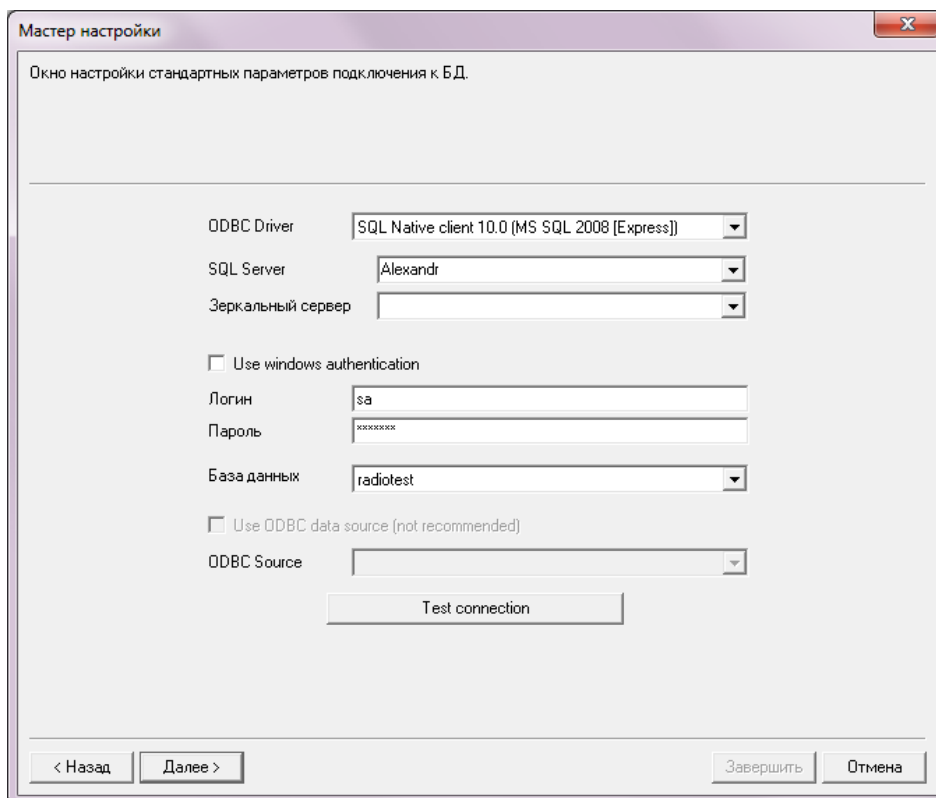 Мастер настройки
Окно настройки стандартных параметров подключения к БД.
ODBC Driver SQL Native client 10.0 (MS SQL 2008 [Express])
SQL Server Alexandr
Зеркальный сервер
Use windows authentication
Логин sa
Пароль *******
База данных radiotest
Use ODBC data source (not recommended)
ODBC Source
Test connection
< Назад Далее > Завершить Отмена